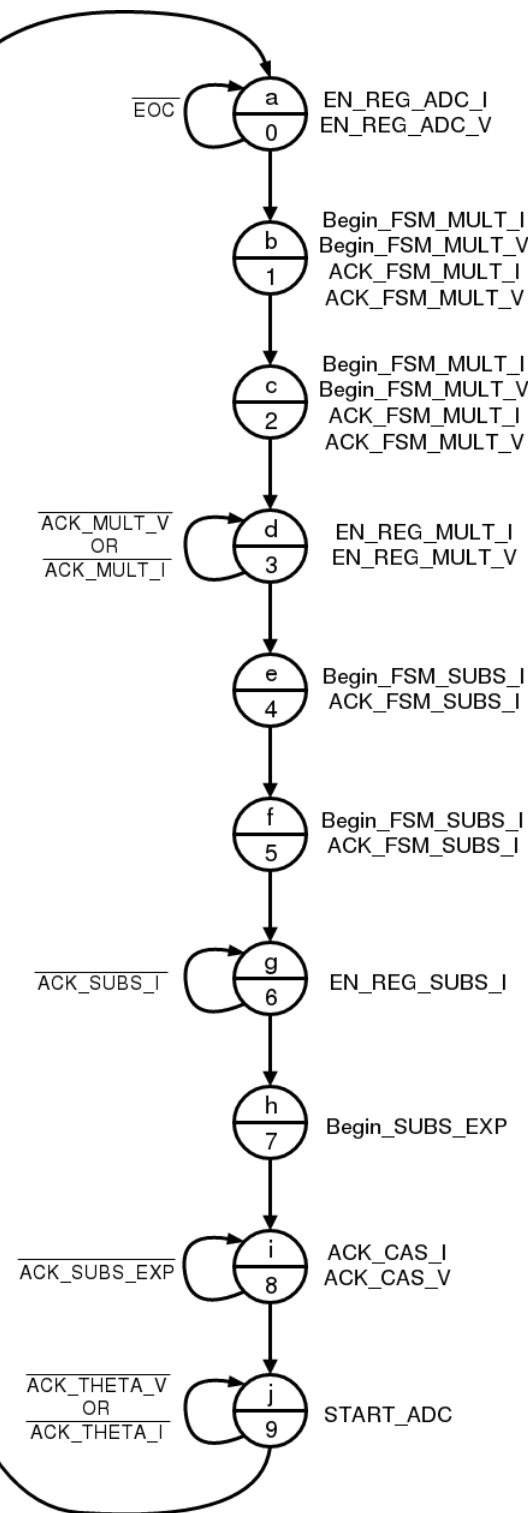 a
0
EOC
EN_REG_ADC_I
EN_REG_ADC_V
b
1
Begin_FSM_MULT_I
Begin_FSM_MULT_V
ACK_FSM_MULT_I
ACK_FSM_MULT_V
c
2
Begin_FSM_MULT_I
Begin_FSM_MULT_V
ACK_FSM_MULT_I
ACK_FSM_MULT_V
ACK_MULT_V
OR
ACK_MULT_I
d
3
EN_REG_MULT_I
EN_REG_MULT_V
e
4
Begin_FSM_SUBS_I
ACK_FSM_SUBS_I
f
5
Begin_FSM_SUBS_I
ACK_FSM_SUBS_I
ACK_SUBS_I
g
6
EN_REG_SUBS_I
h
7
Begin_SUBS_EXP
ACK_SUBS_EXP
i
8
ACK_CAS_I
ACK_CAS_V
ACK_THETA_V
OR
ACK_THETA_I
j
9
START_ADC